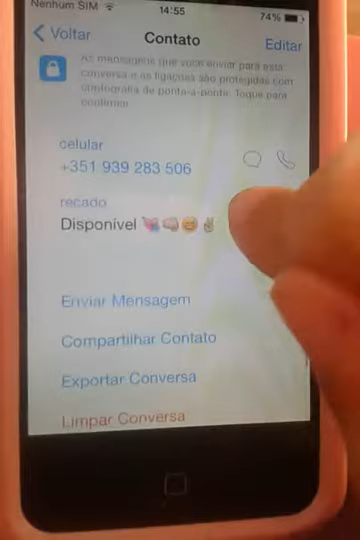 Nenhum SIM 14:55 74%
Voltar Contato Editar
As mensagens que você enviar para esta
conversa e as ligações são protegidas com
criptografia de ponta-a-ponta. Toque para
confirmar.
celular
+351 939 283 506
recado
Disponível 💘👊😄✌
Enviar Mensagem
Compartilhar Contato
Exportar Conversa
Limpar Conversa